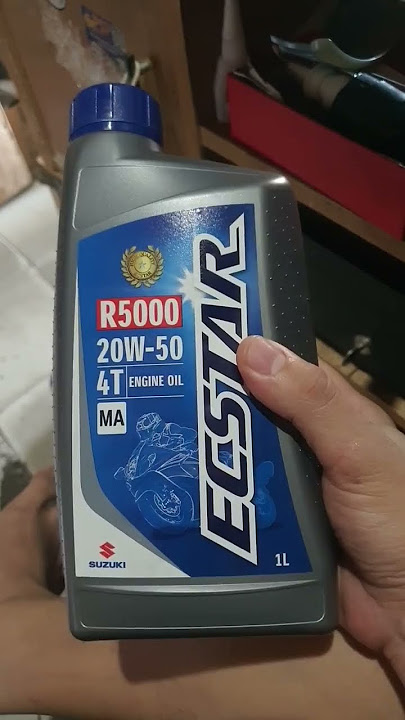 R5000
20W-50
4T ENGINE OIL
MA
ECSTAR
SUZUKI
1L